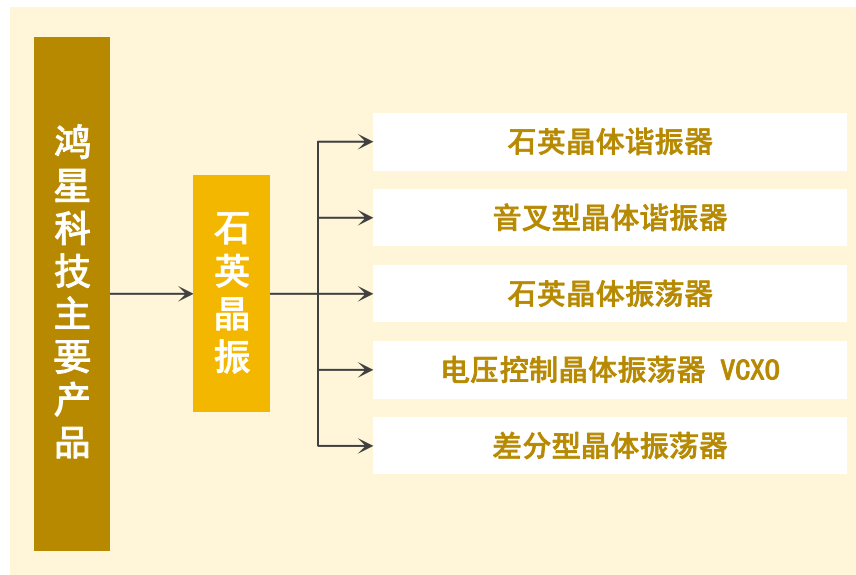 鸿星科技主要产品
石英晶振
石英晶体谐振器
音叉型晶体谐振器
石英晶体振荡器
电压控制晶体振荡器 VCXO
差分型晶体振荡器